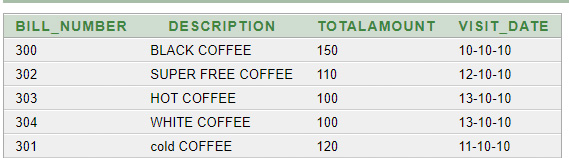 BILL_NUMBER DESCRIPTION TOTALAMOUNT VISIT_DATE
300 BLACK COFFEE 150 10-10-10
302 SUPER FREE COFFEE 110 12-10-10
303 HOT COFFEE 100 13-10-10
304 WHITE COFFEE 100 13-10-10
301 cold COFFEE 120 11-10-10